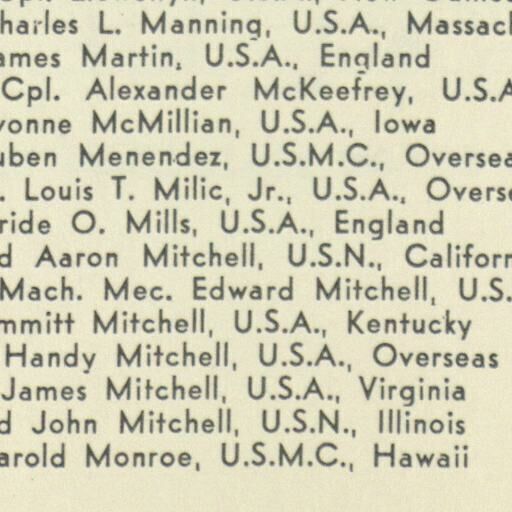 harles L. Manning, U.S.A., Massach
ames Martin, U.S.A., England
Cpl. Alexander McKeefrey, U.S.A
vonne McMillian, U.S.A., Iowa
uben Menendez, U.S.M.C., Oversea
. Louis T. Milic, Jr., U.S.A., Overse
ride O. Mills, U.S.A., England
d Aaron Mitchell, U.S.N., Californ
Mach. Mec. Edward Mitchell, U.S.
mmitt Mitchell, U.S.A., Kentucky
Handy Mitchell, U.S.A., Overseas
James Mitchell, U.S.A., Virginia
d John Mitchell, U.S.N., Illinois
arold Monroe, U.S.M.C., Hawaii